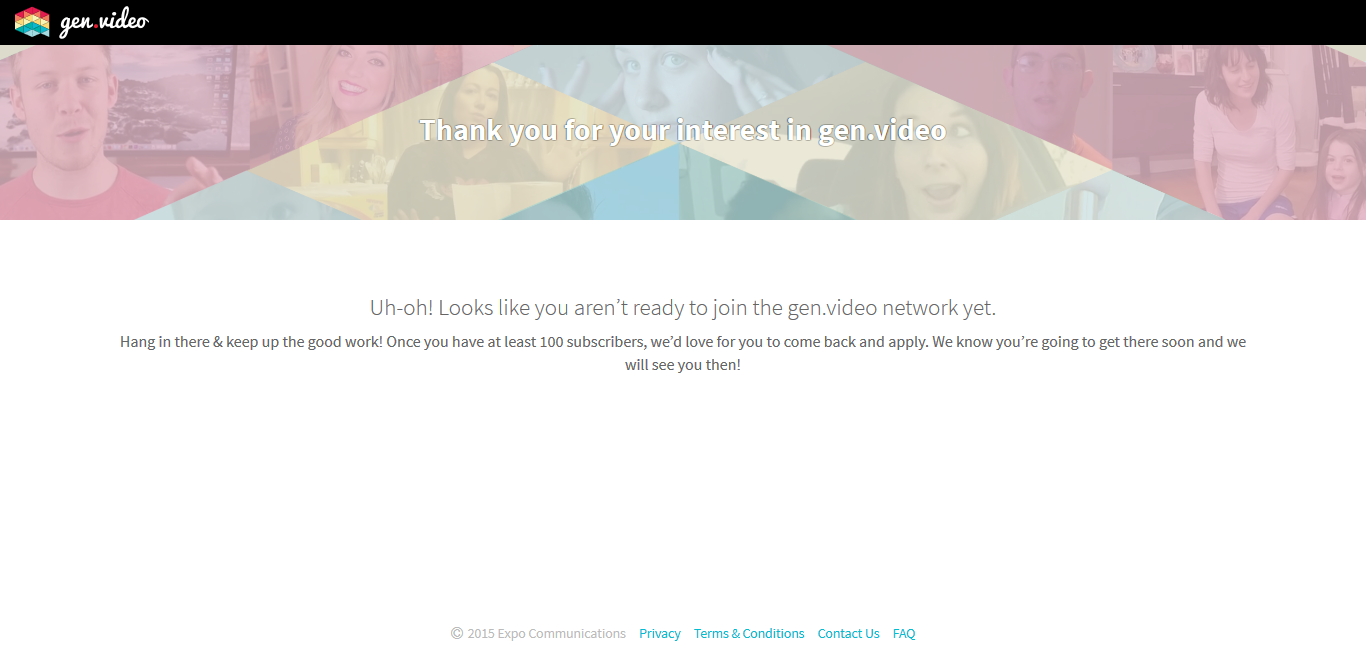 gen.video
Thank you for your interest in gen.video
Uh-oh! Looks like you aren’t ready to join the gen.video network yet.
Hang in there & keep up the good work! Once you have at least 100 subscribers, we’d love for you to come back and apply. We know you’re going to get there soon and we
will see you then!
© 2015 Expo Communications Privacy Terms & Conditions Contact Us FAQ